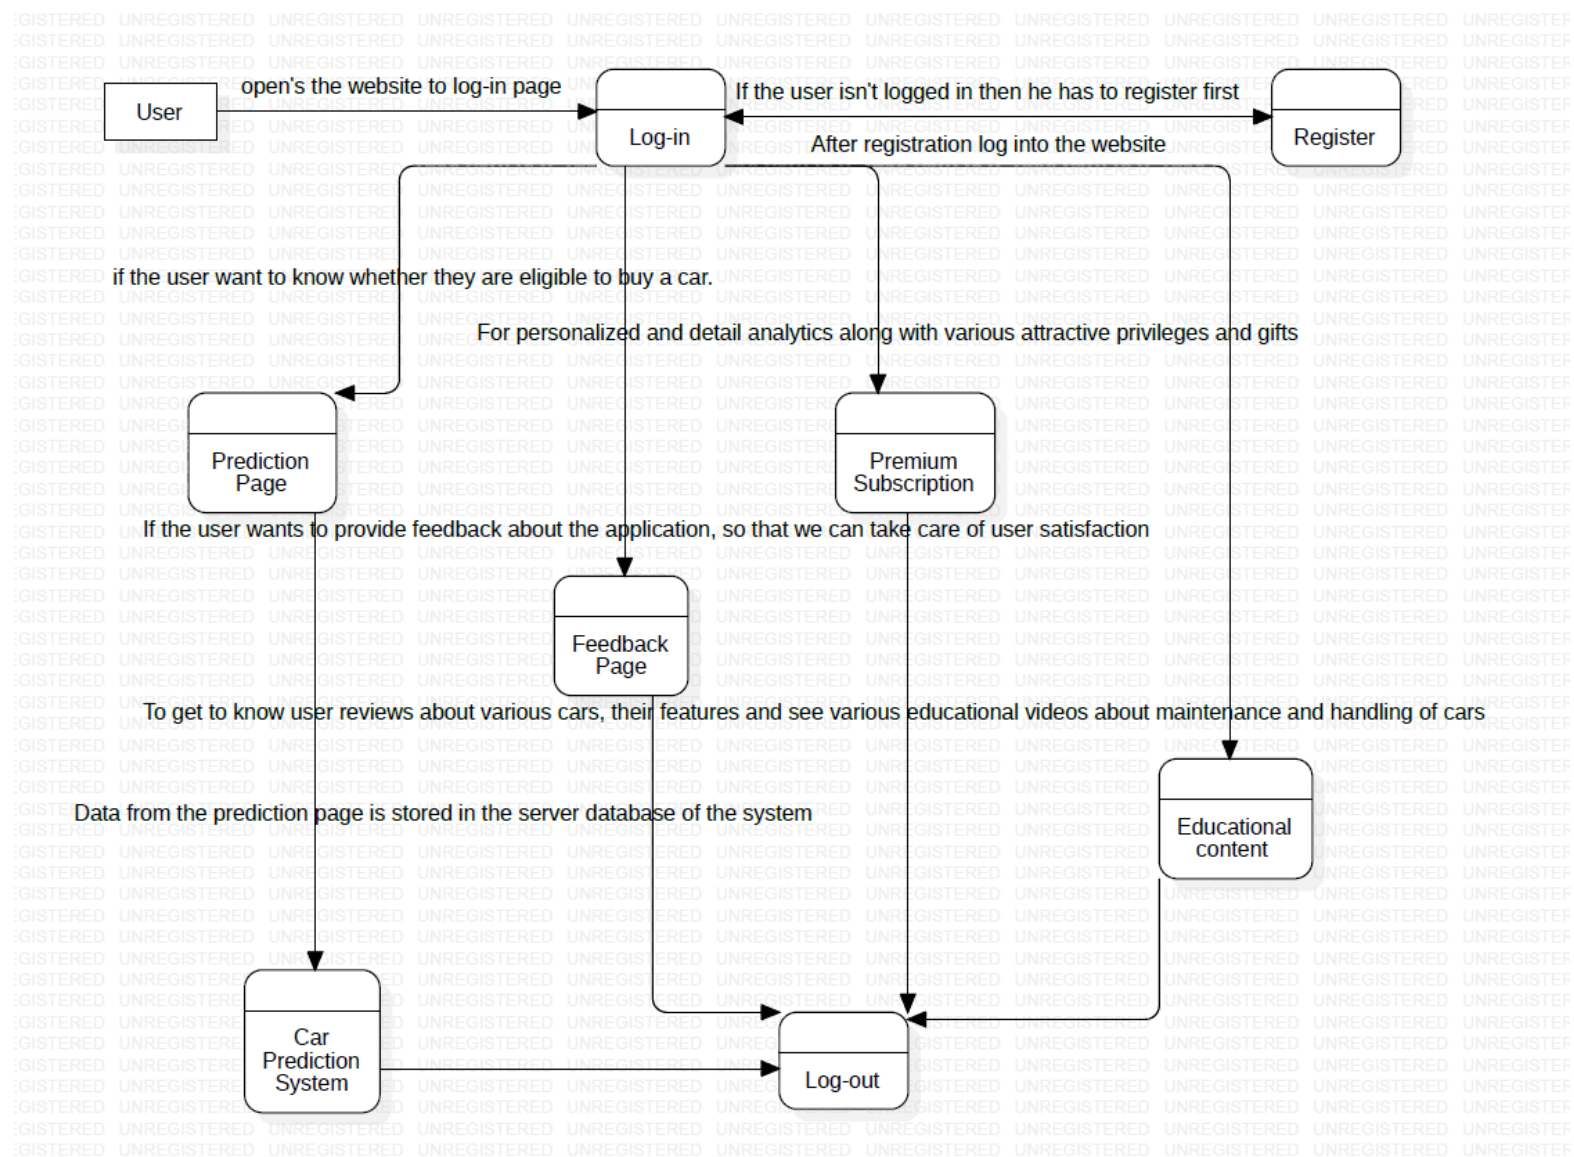 open's the website to log-in page
User
If the user isn't logged in then he has to register first
Log-in
After registration log into the website
Register
if the user want to know whether they are eligible to buy a car.
For personalized and detail analytics along with various attractive privileges and gifts
Prediction
Page
Premium
Subscription
If the user wants to provide feedback about the application, so that we can take care of user satisfaction
Feedback
Page
To get to know user reviews about various cars, their features and see various educational videos about maintenance and handling of cars
Data from the prediction page is stored in the server database of the system
Educational
content
Car
Prediction
System
Log-out
UNREGISTERED